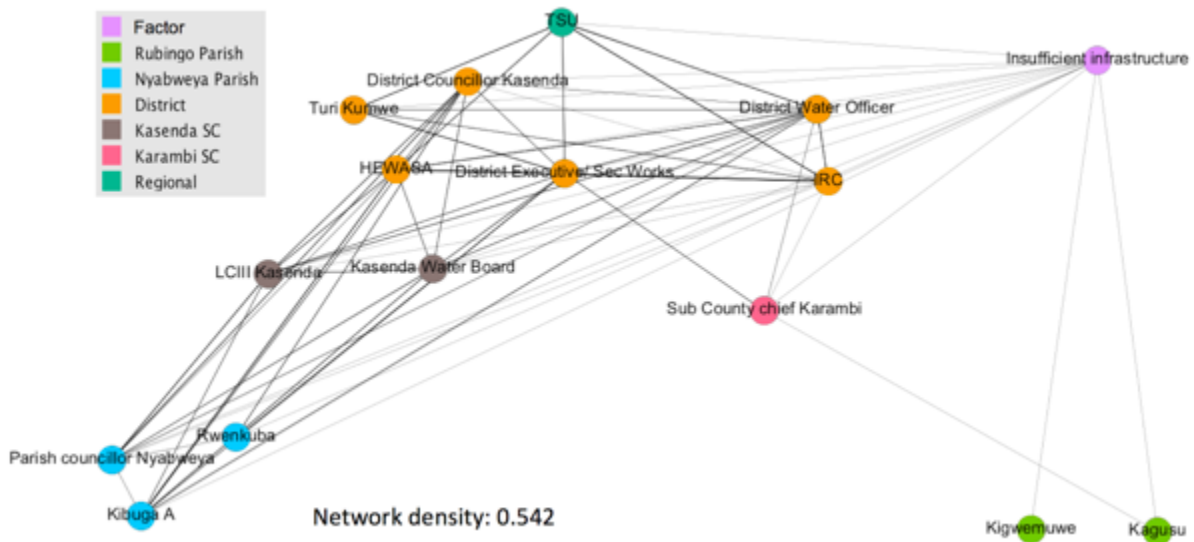 Factor
Rubingo Parish
Nyabweya Parish
District
Kasenda SC
Karambi SC
Regional
TSU
Insufficient infrastructure
District Councillor Kasenda
Turi Kumwe
District Water Officer
HEWASA
District Executive/ Sec Works
IRC
LCIII Kasenda
Kasenda Water Board
Sub County chief Karambi
Rwenkuba
Parish councillor Nyabweya
Kibuga A
Network density: 0.542
Kigwemuwe
Kagusu